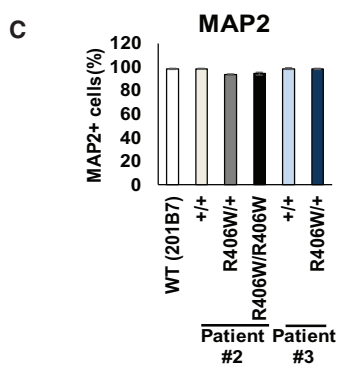 C
MAP2
MAP2+ cells(%)
120
100
80
60
40
20
0
WT (201B7)
+/+
R406W/+
R406W/R406W
+/+
R406W/+
Patient #2
Patient #3